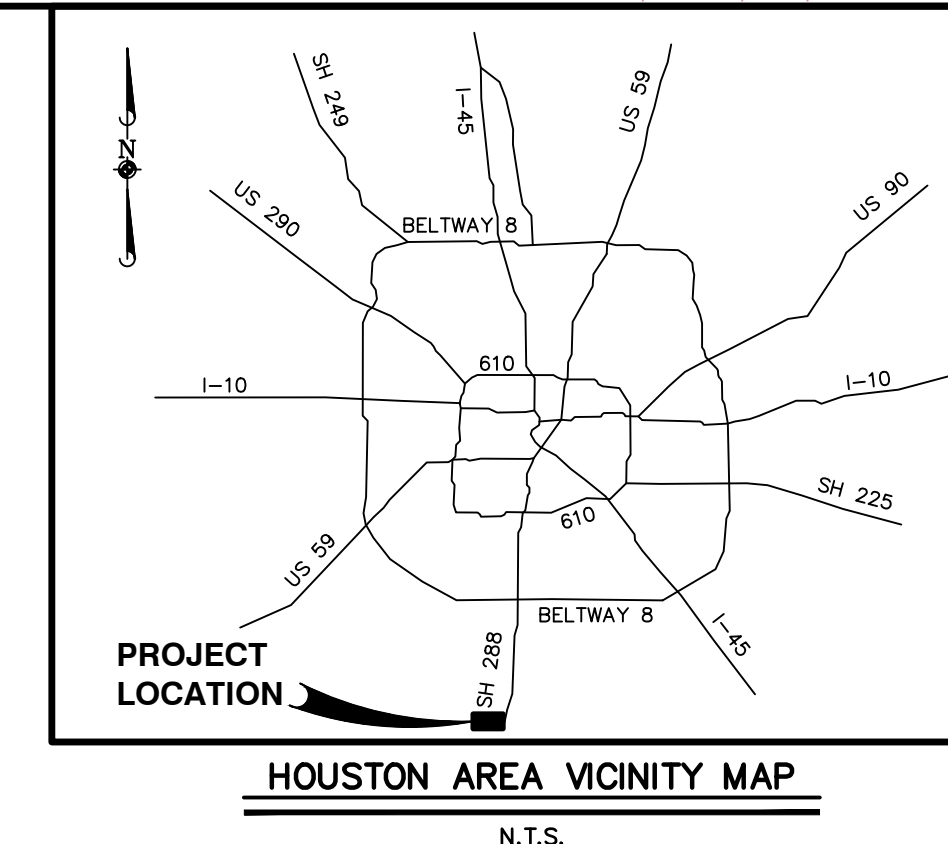 SH 249
I-45
US 59
N
US 290
US 90
BELTWAY 8
610
I-10
I-10
SH 225
610
US 59
BELTWAY 8
I-45
SH 288
PROJECT
LOCATION
HOUSTON AREA VICINITY MAP
N.T.S.